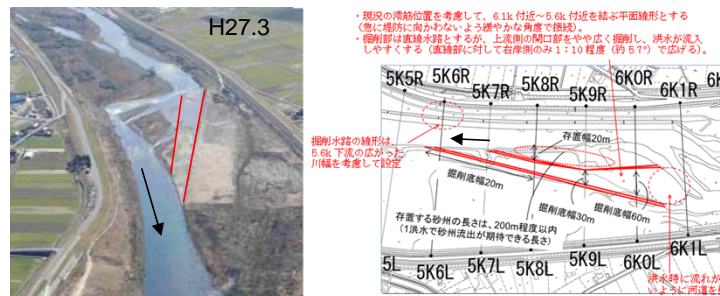 H27.3
・現況の澪筋位置を考慮して、6.1k 付近～5.6k 付近を結ぶ平面線形とする
(急に堤防に向かわないよう緩やかな角度で接続)。
・掘削部は直線水路とするが、上流側の開口部をやや広く掘削し、洪水が流入
しやすくする(直線部に対して右岸側のみ1:10程度(約5.7°)で広げる)。
5K5R 5K6R 5K7R 5K8R 5K9R 6K0R 6K1R
掘削水路の線形は、
5.6k 下流の広がった
川幅を考慮して設定
存置幅20m
掘削底幅20m
掘削底幅30m
掘削底幅60m
存置する砂州の長さは、200m程度以内
(1洪水で砂州流出が期待できる長さ)
5L 5K6L 5K7L 5K8L 5K9L 6K0L 6K1L
洪水時に流れが
いように河道を